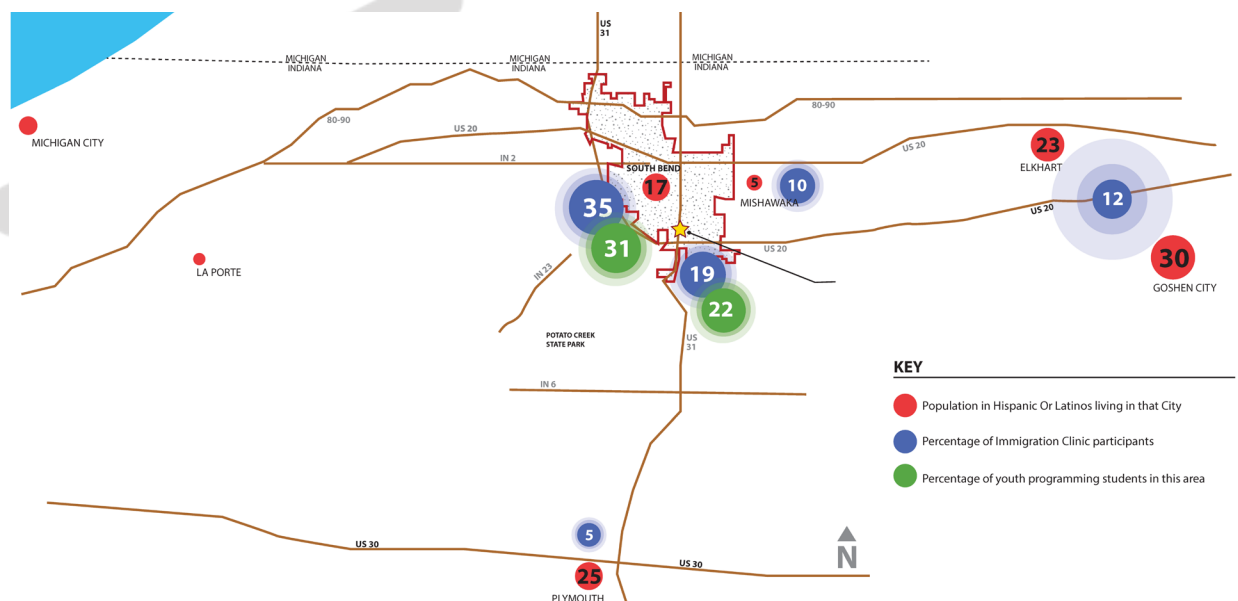 US
31
MICHIGAN
INDIANA
MICHIGAN
INDIANA
MICHIGAN
INDIANA
80-90
80-90
MICHIGAN CITY
US 20
US 20
23
ELKHART
IN 2
SOUTH BEND
17
5
MISHAWAKA
10
12
US 20
35
31
US 20
30
GOSHEN CITY
LA PORTE
IN 23
19
22
POTATO CREEK
STATE PARK
US
31
IN 6
KEY
Population in Hispanic Or Latinos living in that City
Percentage of Immigration Clinic participants
Percentage of youth programming students in this area
5
N
US 30
US 30
25
PLYMOUTH